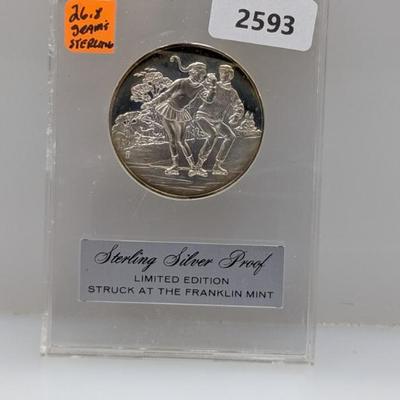 26.8
grams
STERLING
2593
Sterling Silver Proof
LIMITED EDITION
STRUCK AT THE FRANKLIN MINT